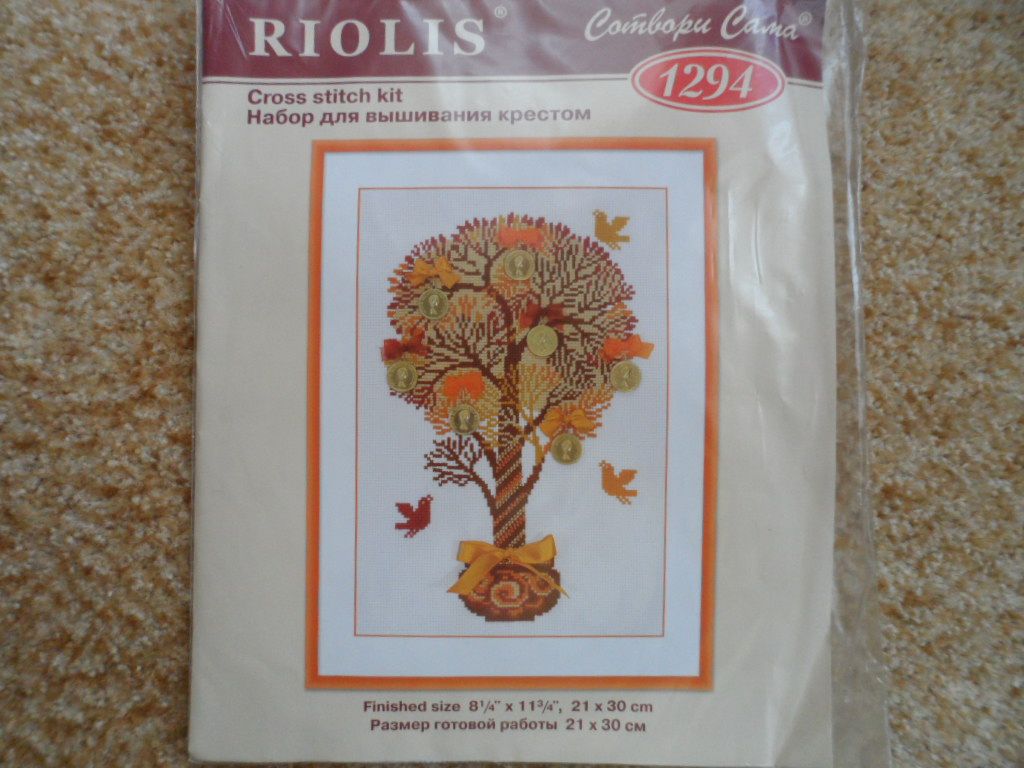 RIOLIS®
Сотвори Сама®
1294
Cross stitch kit
Набор для вышивания крестом
Finished size 8¼" x 11¾", 21 x 30 cm
Размер готовой работы 21 x 30 см